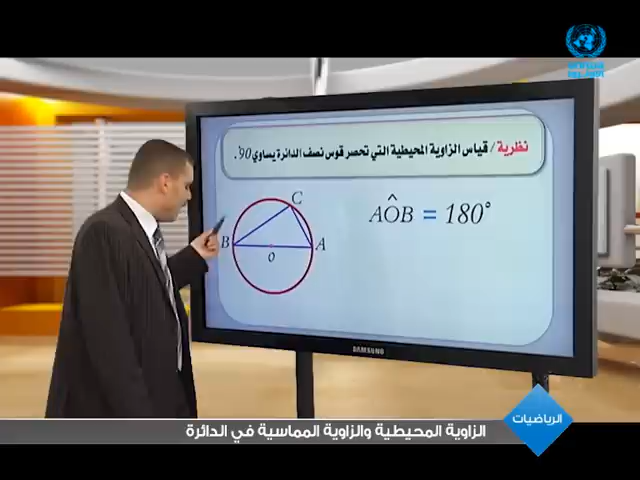 نظرية / قياس الزاوية المحيطية التي تحصر قوس نصف الدائرة يساوي 90°.
C
B
A
O
AÔB = 180°
SAMSUNG
الرياضيات
الزاوية المحيطية والزاوية المماسية في الدائرة